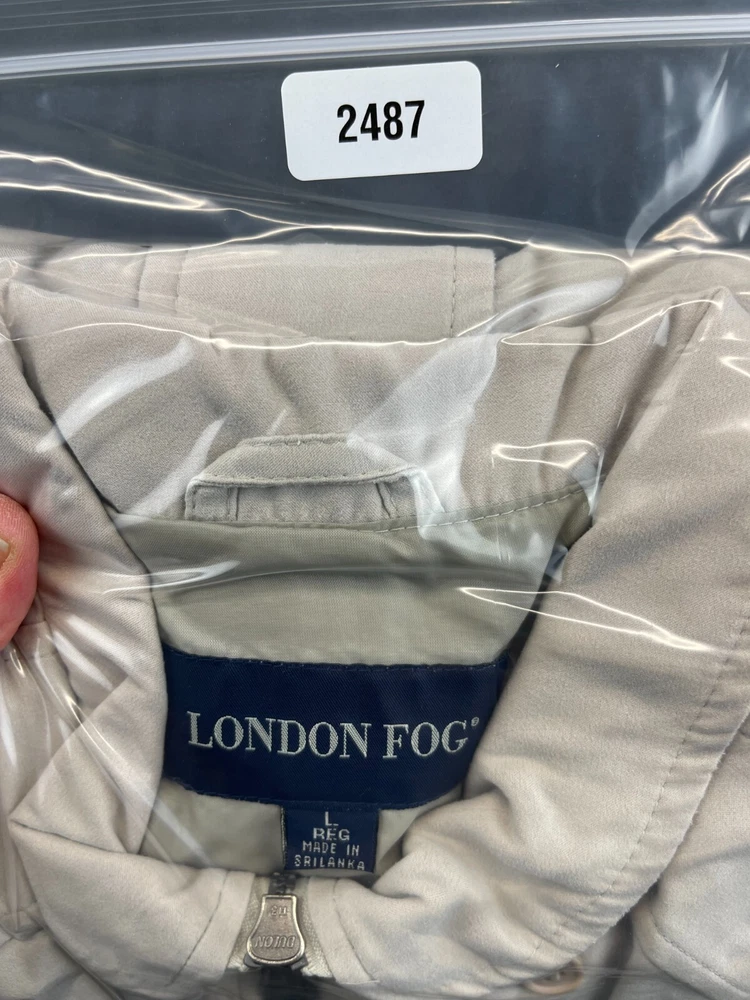 2487
LONDON FOG®
L
REG
MADE IN
SRILANKA